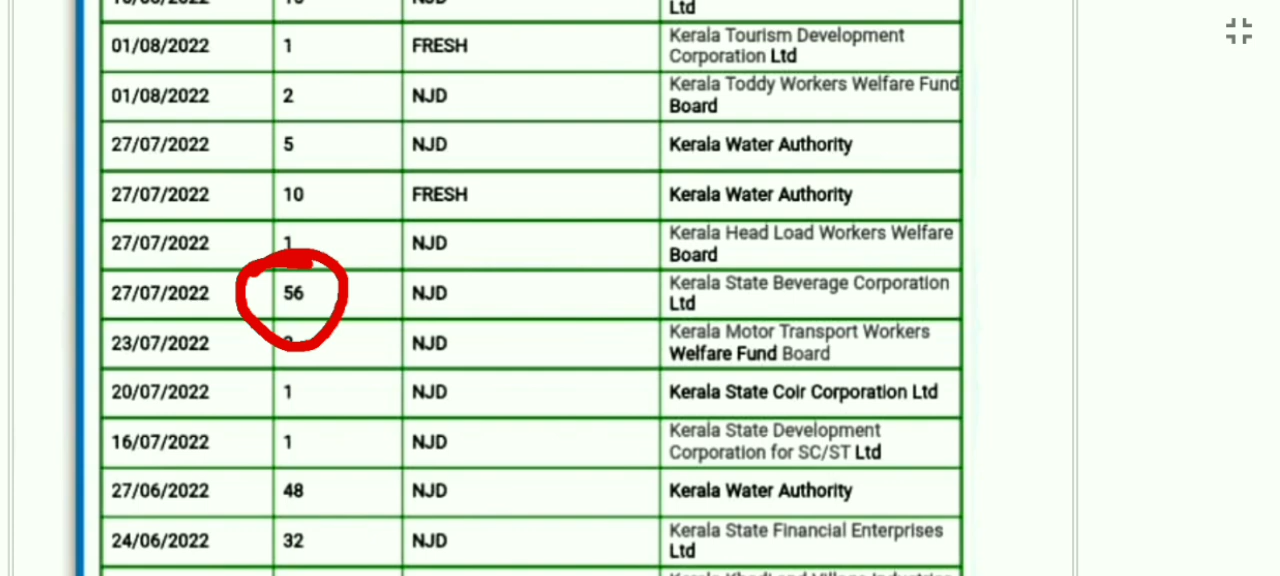 Ltd
01/08/2022 1 FRESH Kerala Tourism Development
Corporation Ltd
01/08/2022 2 NJD Kerala Toddy Workers Welfare Fund
Board
27/07/2022 5 NJD Kerala Water Authority
27/07/2022 10 FRESH Kerala Water Authority
27/07/2022 1 NJD Kerala Head Load Workers Welfare
Board
27/07/2022 56 NJD Kerala State Beverage Corporation
Ltd
23/07/2022 NJD Kerala Motor Transport Workers
Welfare Fund Board
20/07/2022 1 NJD Kerala State Coir Corporation Ltd
16/07/2022 1 NJD Kerala State Development
Corporation for SC/ST Ltd
27/06/2022 48 NJD Kerala Water Authority
24/06/2022 32 NJD Kerala State Financial Enterprises
Ltd